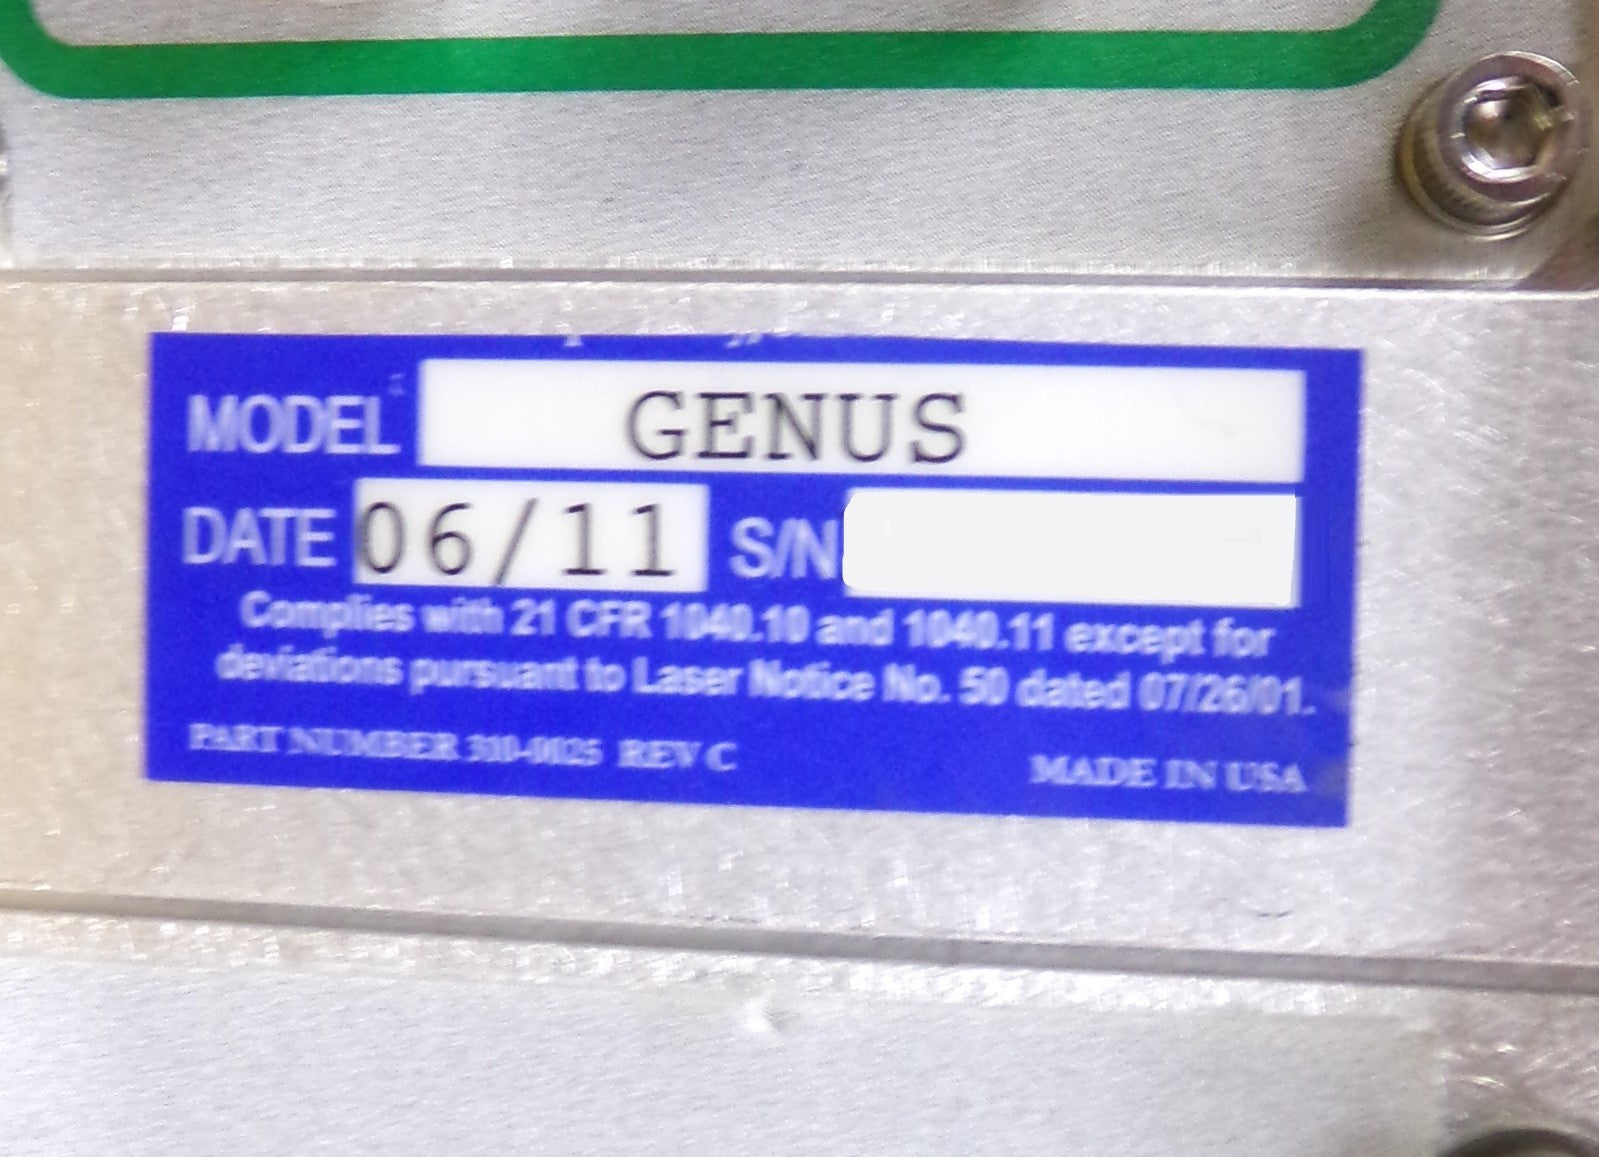 MODEL GENUS
DATE 06/11 S/N
Complies with 21 CFR 1040.10 and 1040.11 except for
deviations pursuant to Laser Notice No. 50 dated 07/26/01.
PART NUMBER 310-0025 REV C
MADE IN USA